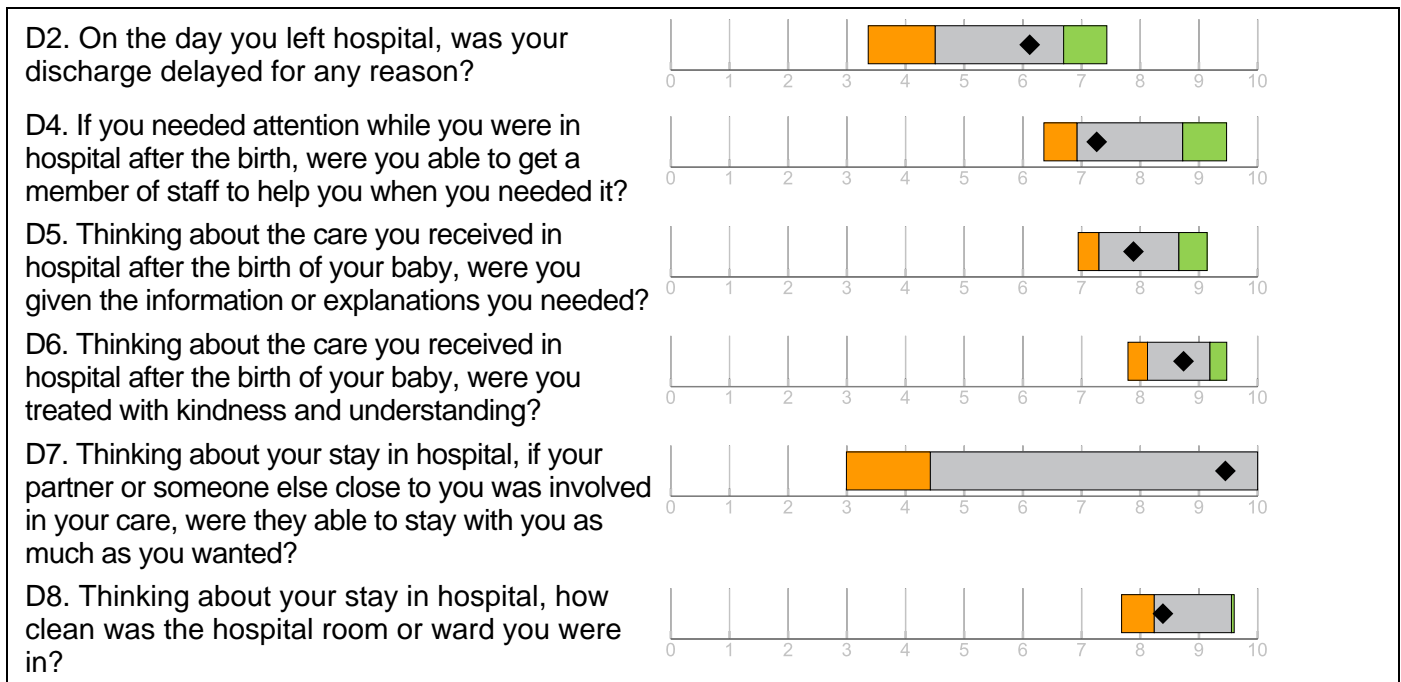 D2. On the day you left hospital, was your
discharge delayed for any reason?
0 1 2 3 4 5 6 7 8 9 10
D4. If you needed attention while you were in
hospital after the birth, were you able to get a
member of staff to help you when you needed it?
0 1 2 3 4 5 6 7 8 9 10
D5. Thinking about the care you received in
hospital after the birth of your baby, were you
given the information or explanations you needed?
0 1 2 3 4 5 6 7 8 9 10
D6. Thinking about the care you received in
hospital after the birth of your baby, were you
treated with kindness and understanding?
0 1 2 3 4 5 6 7 8 9 10
D7. Thinking about your stay in hospital, if your
partner or someone else close to you was involved
in your care, were they able to stay with you as
much as you wanted?
0 1 2 3 4 5 6 7 8 9 10
D8. Thinking about your stay in hospital, how
clean was the hospital room or ward you were
in?
0 1 2 3 4 5 6 7 8 9 10